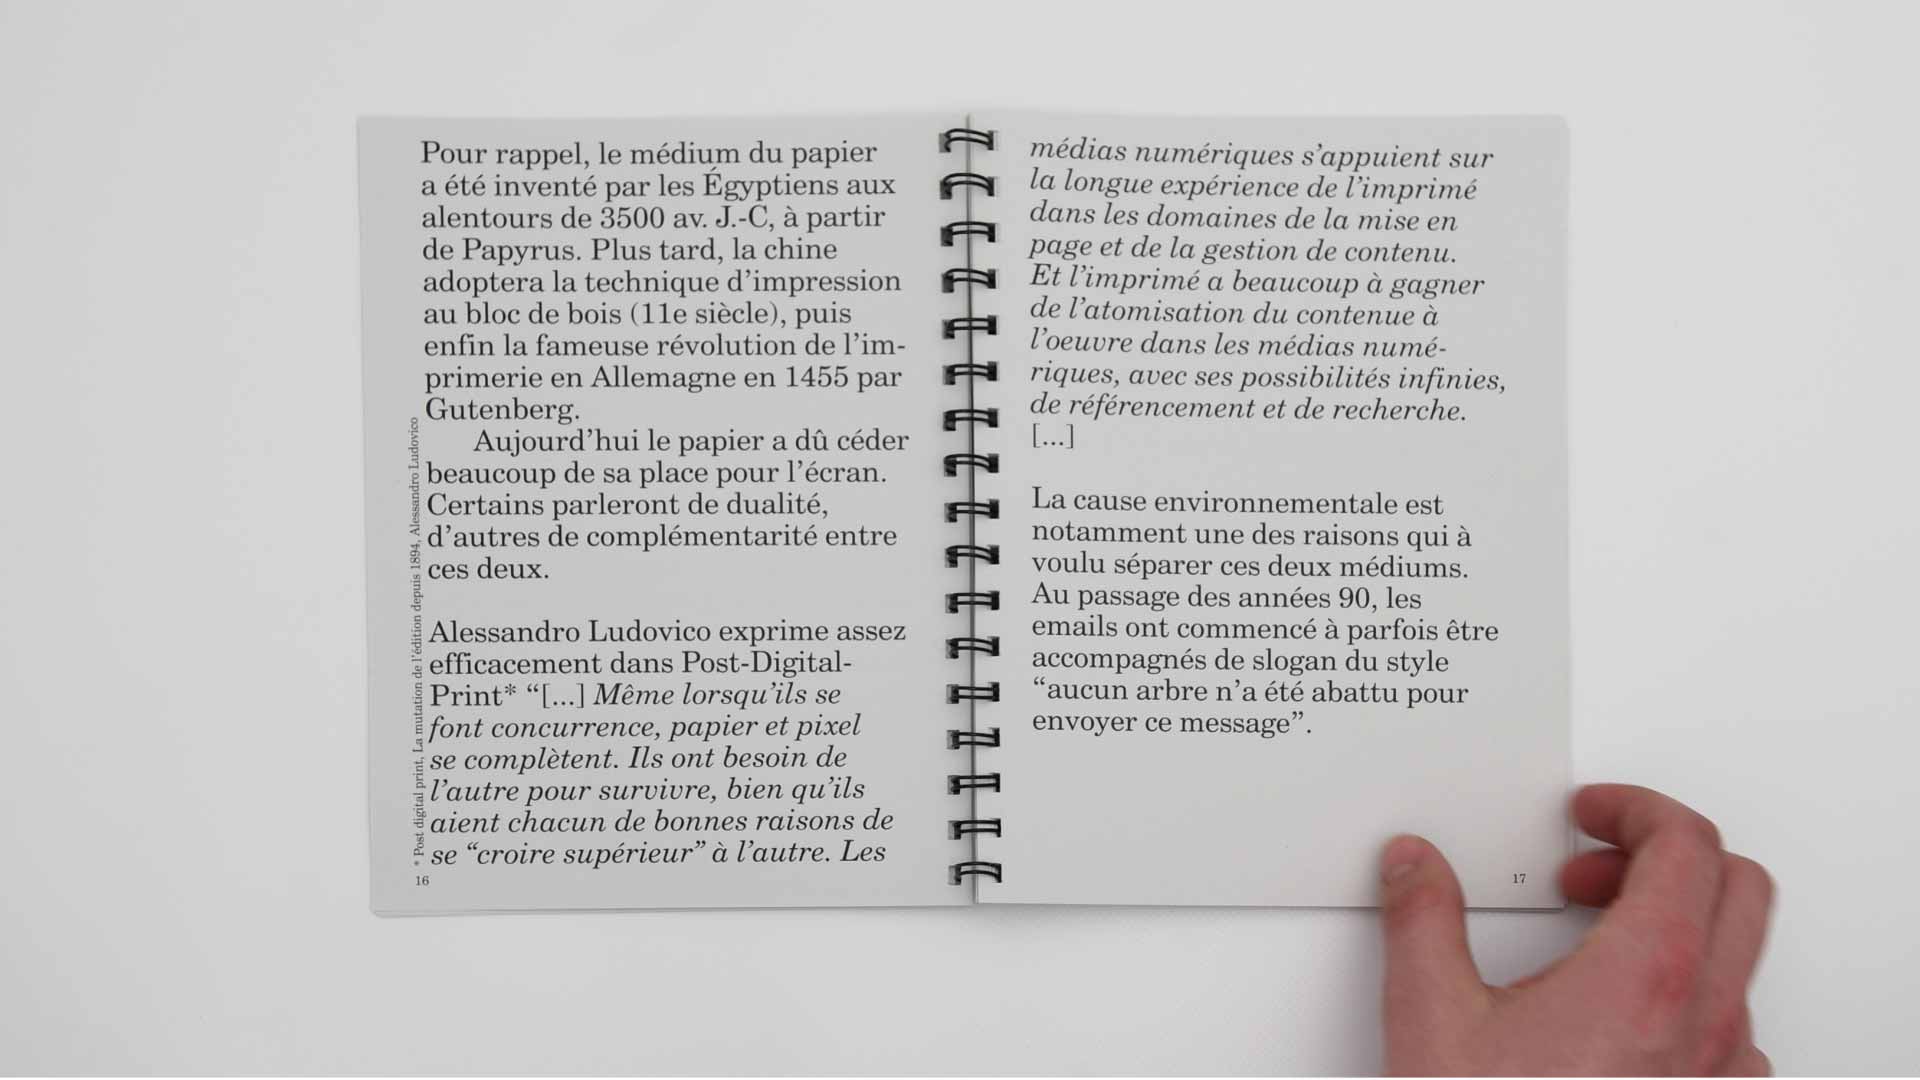 Pour rappel, le médium du papier
a été inventé par les Égyptiens aux
alentours de 3500 av. J.-C, à partir
de Papyrus. Plus tard, la chine
adoptera la technique d’impression
au bloc de bois (11e siècle), puis
enfin la fameuse révolution de l’im-
primerie en Allemagne en 1455 par
Gutenberg.
Aujourd’hui le papier a dû céder
beaucoup de sa place pour l’écran.
Certains parleront de dualité,
d’autres de complémentarité entre
ces deux.
Alessandro Ludovico exprime assez
efficacement dans Post-Digital-
Print* “[...] Même lorsqu’ils se
font concurrence, papier et pixel
se complètent. Ils ont besoin de
l’autre pour survivre, bien qu’ils
aient chacun de bonnes raisons de
se “croire supérieur” à l’autre. Les
* Post digital print, La mutation de l’édition depuis 1894, Alessandro Ludovico
16
médias numériques s’appuient sur
la longue expérience de l’imprimé
dans les domaines de la mise en
page et de la gestion de contenu.
Et l’imprimé a beaucoup à gagner
de l’atomisation du contenue à
l’oeuvre dans les médias numé-
riques, avec ses possibilités infinies,
de référencement et de recherche.
[...]
La cause environnementale est
notamment une des raisons qui à
voulu séparer ces deux médiums.
Au passage des années 90, les
emails ont commencé à parfois être
accompagnés de slogan du style
“aucun arbre n’a été abattu pour
envoyer ce message”.
17